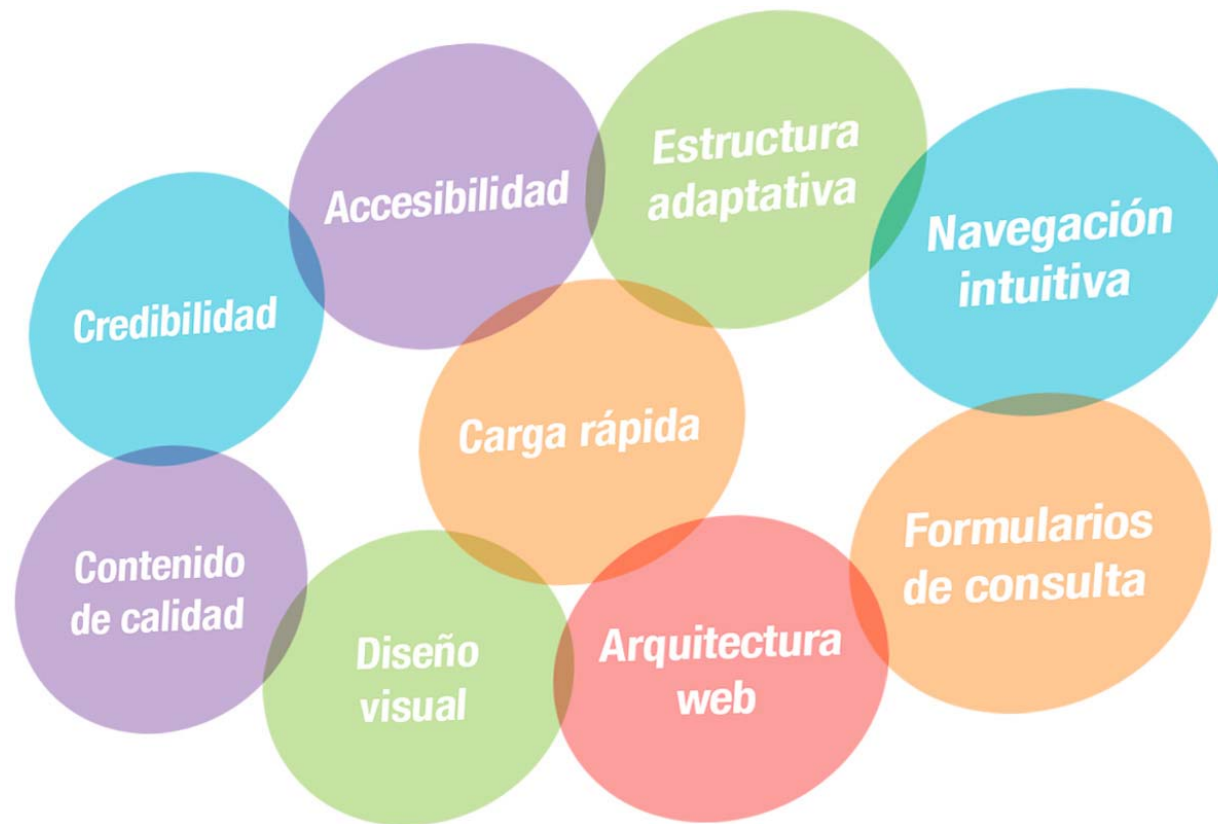 Estructura
adaptativa
Accesibilidad
Navegación
intuitiva
Credibilidad
Carga rápida
Formularios
de consulta
Contenido
de calidad
Diseño
visual
Arquitectura
web